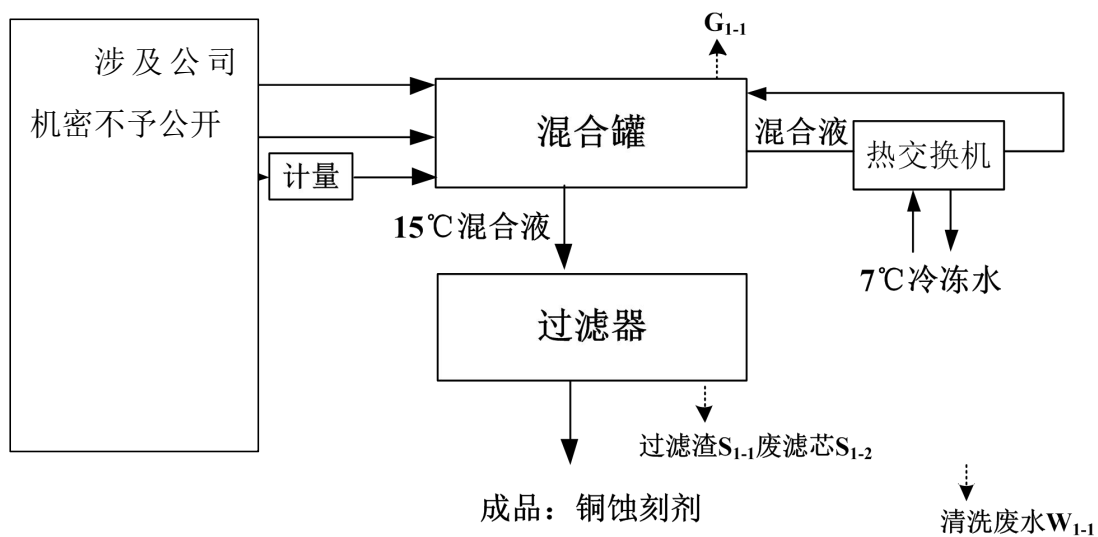 G₁₋₁
涉及公司
机密不予公开
混合罐
混合液
热交换机
计量
15℃混合液
7℃冷冻水
过滤器
过滤渣S₁₋₁废滤芯S₁₋₂
成品：铜蚀刻剂
清洗废水W₁₋₁